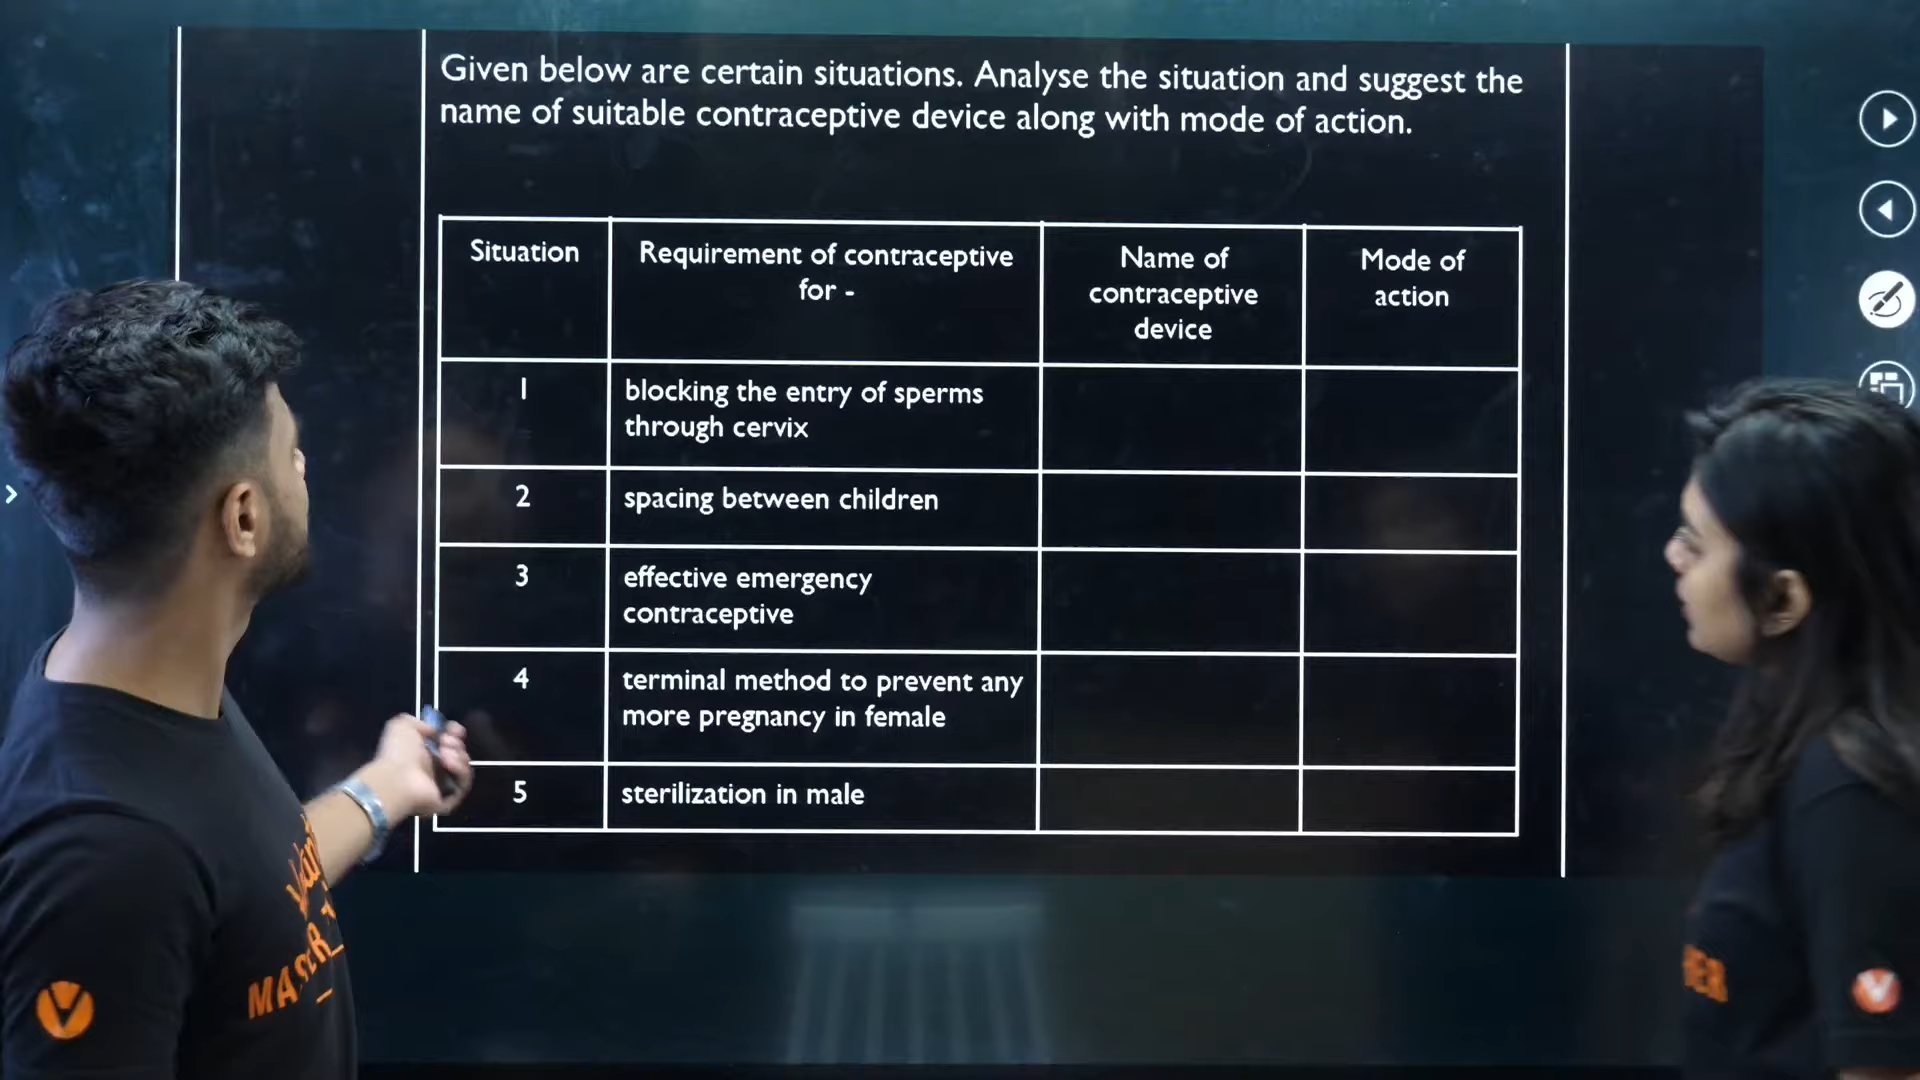 Given below are certain situations. Analyse the situation and suggest the
name of suitable contraceptive device along with mode of action.
Situation
Requirement of contraceptive
for -
Name of
contraceptive
device
Mode of
action
1
blocking the entry of sperms
through cervix
2
spacing between children
3
effective emergency
contraceptive
4
terminal method to prevent any
more pregnancy in female
5
sterilization in male